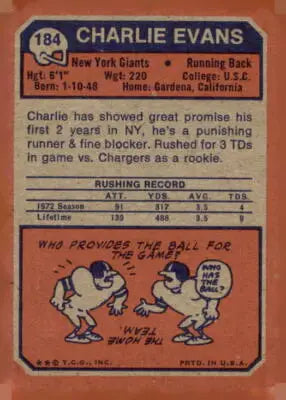 184
CHARLIE EVANS
New York Giants • Running Back
Hgt: 6'1" Wgt: 220 College: U.S.C.
Born: 1-10-48 Home: Gardena, California
Charlie has showed great promise his
first 2 years in NY, he's a punishing
runner & fine blocker. Rushed for 3 TDs
in game vs. Chargers as a rookie.
RUSHING RECORD
ATT. YDS. AVG. TDS.
1972 Season 91 317 3.5 4
Lifetime 139 488 3.5 9
WHO PROVIDES THE BALL FOR
THE GAME?
WHO
HAS THE
BALL?
THE HOME
TEAM.
★★© T.C.G., INC. PRTD. IN U.S.A.